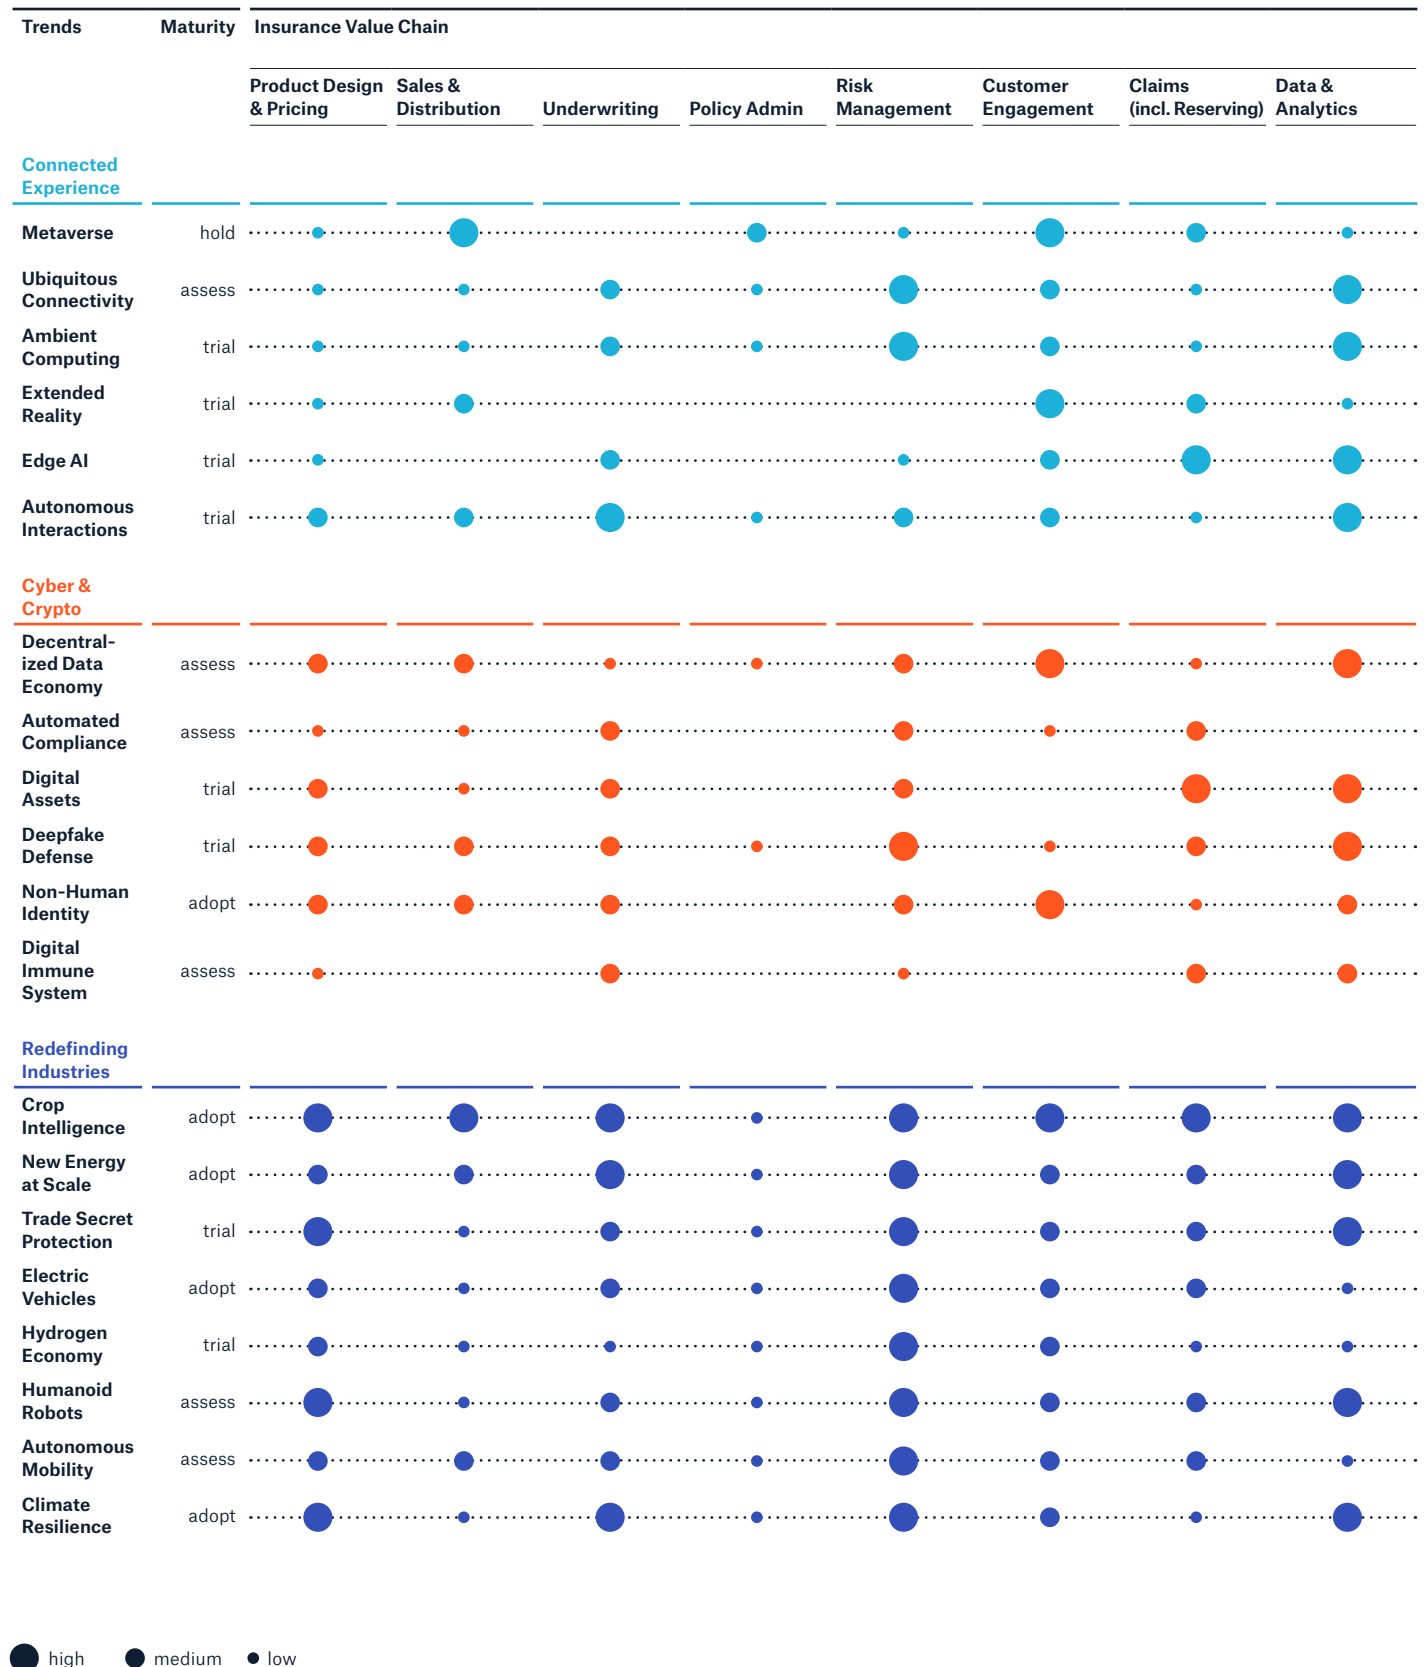 Trends Maturity Insurance Value Chain
Product Design Sales & Risk Customer Claims Data &
& Pricing Distribution Underwriting Policy Admin Management Engagement (incl. Reserving) Analytics
Connected
Experience
Metaverse hold
Ubiquitous
Connectivity assess
Ambient
Computing trial
Extended
Reality trial
Edge AI trial
Autonomous
Interactions trial
Cyber &
Crypto
Decentral-
ized Data assess
Economy
Automated
Compliance assess
Digital
Assets trial
Deepfake
Defense trial
Non-Human
Identity adopt
Digital
Immune assess
System
Redefinding
Industries
Crop
Intelligence adopt
New Energy
at Scale adopt
Trade Secret
Protection trial
Electric
Vehicles adopt
Hydrogen
Economy trial
Humanoid
Robots assess
Autonomous
Mobility assess
Climate
Resilience adopt
high medium low